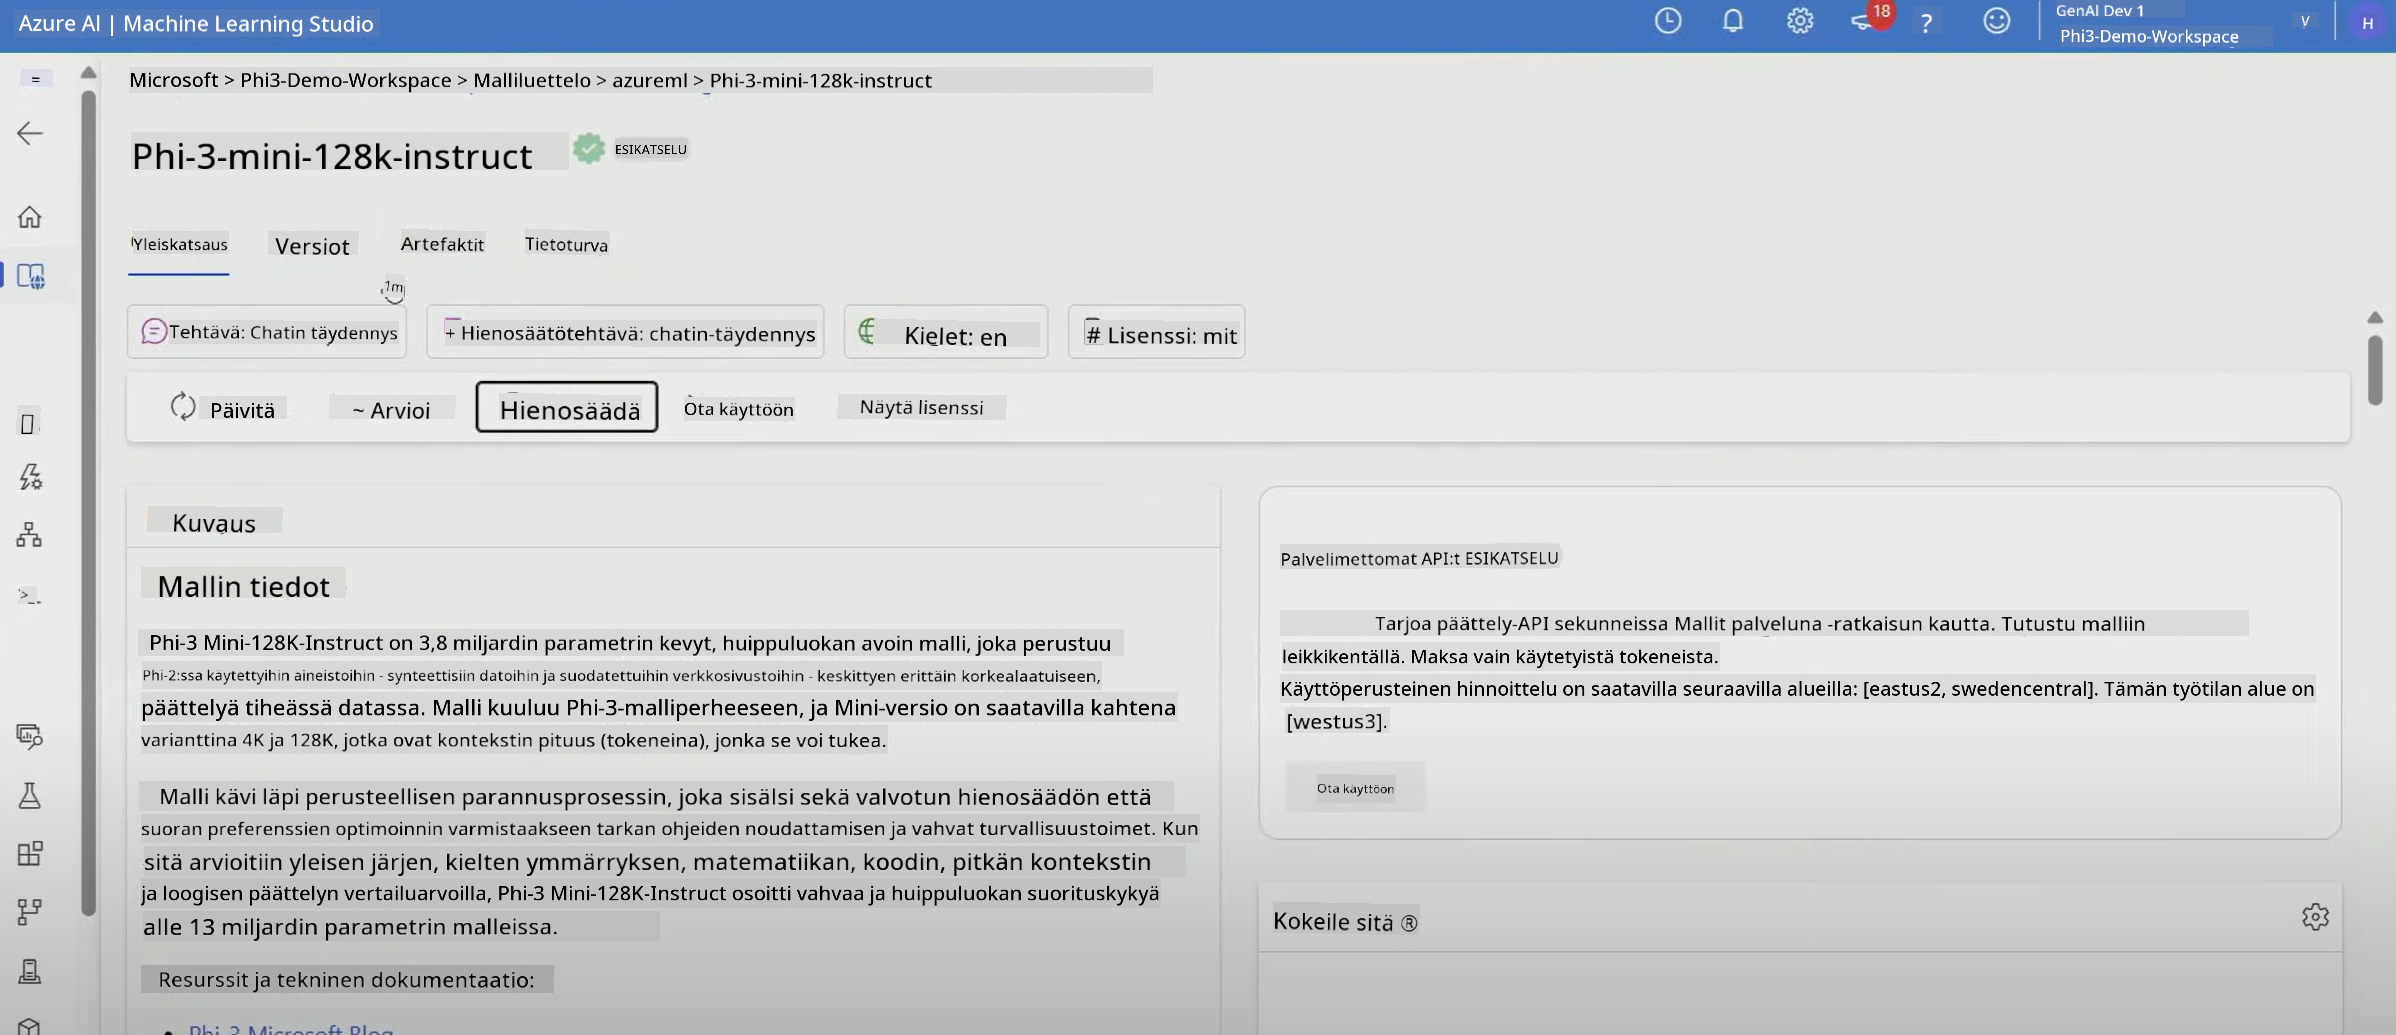 Azure AI | Machine Learning Studio
18
?
GenAI Dev 1
Phi3-Demo-Workspace
V
H
Microsoft > Phi3-Demo-Workspace > Malliluettelo > azureml > Phi-3-mini-128k-instruct
Phi-3-mini-128k-instruct
ESIKATSELU
Yleiskatsaus
Versiot
Artefaktit
Tietoturva
1m
Tehtävä: Chatin täydennys
+ Hienosäätötehtävä: chatin-täydennys
Kielet: en
# Lisenssi: mit
Päivitä
~ Arvioi
Hienosäädä
Ota käyttöön
Näytä lisenssi
Kuvaus
Mallin tiedot
Phi-3 Mini-128K-Instruct on 3,8 miljardin parametrin kevyt, huippuluokan avoin malli, joka perustuu
Phi-2:ssa käytettyihin aineistoihin - synteettisiin datoihin ja suodatettuihin verkkosivustoihin - keskittyen erittäin korkealaatuiseen,
päättelyä tiheässä datassa. Malli kuuluu Phi-3-malliperheeseen, ja Mini-versio on saatavilla kahtena
varianttina 4K ja 128K, jotka ovat kontekstin pituus (tokeneina), jonka se voi tukea.
Malli kävi läpi perusteellisen parannusprosessin, joka sisälsi sekä valvotun hienosäädön että
suoran preferenssien optimoinnin varmistaakseen tarkan ohjeiden noudattamisen ja vahvat turvallisuustoimet. Kun
sitä arvioitiin yleisen järjen, kielten ymmärryksen, matematiikan, koodin, pitkän kontekstin
ja loogisen päättelyn vertailuarvoilla, Phi-3 Mini-128K-Instruct osoitti vahvaa ja huippuluokan suorituskykyä
alle 13 miljardin parametrin malleissa.
Resurssit ja tekninen dokumentaatio:
• Phi-3 Microsoft Blog
Palvelimettomat API:t ESIKATSELU
Tarjoa päättely-API sekunneissa Mallit palveluna -ratkaisun kautta. Tutustu malliin
leikkikentällä. Maksa vain käytetyistä tokeneista.
Käyttöperusteinen hinnoittelu on saatavilla seuraavilla alueilla: [eastus2, swedencentral]. Tämän työtilan alue on
[westus3].
Ota käyttöön
Kokeile sitä ®